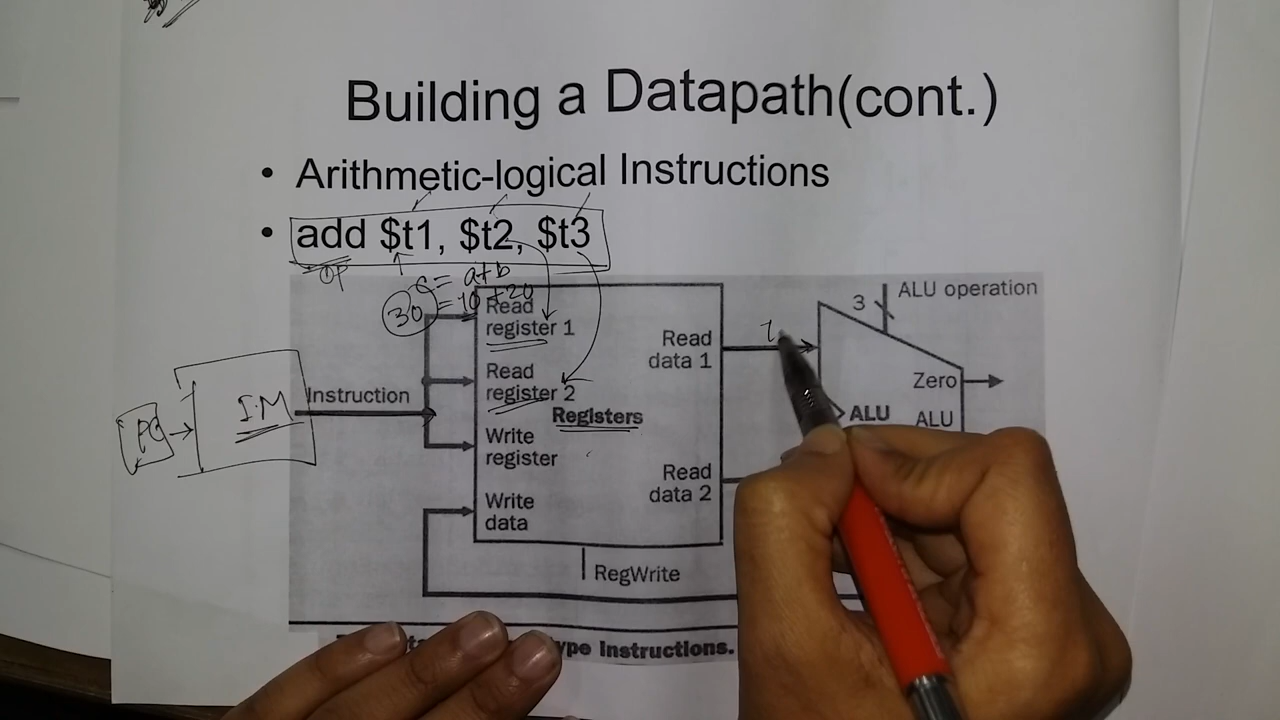 Building a Datapath(cont.)
• Arithmetic-logical Instructions
• add $t1, $t2, $t3
OP
c = a+b
30 = 10 +20
Read
register 1
Read
register 2
Registers
Write
register
Write
data
Read
data 1
Read
data 2
RegWrite
Instruction
I.M
PC
3
ALU operation
Zero
ALU
ALU
ype Instructions.